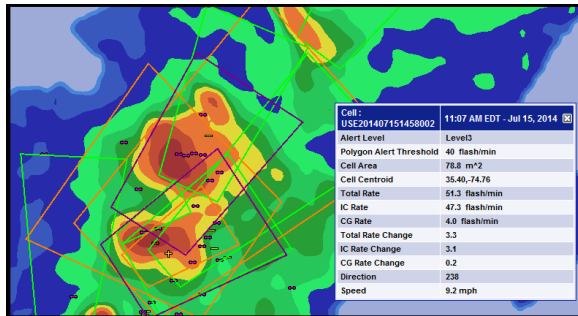 Cell :
USE201407151458002
11:07 AM EDT - Jul 15, 2014
Alert Level Level3
Polygon Alert Threshold 40 flash/min
Cell Area 78.8 m^2
Cell Centroid 35.40,-74.76
Total Rate 51.3 flash/min
IC Rate 47.3 flash/min
CG Rate 4.0 flash/min
Total Rate Change 3.3
IC Rate Change 3.1
CG Rate Change 0.2
Direction 238
Speed 9.2 mph